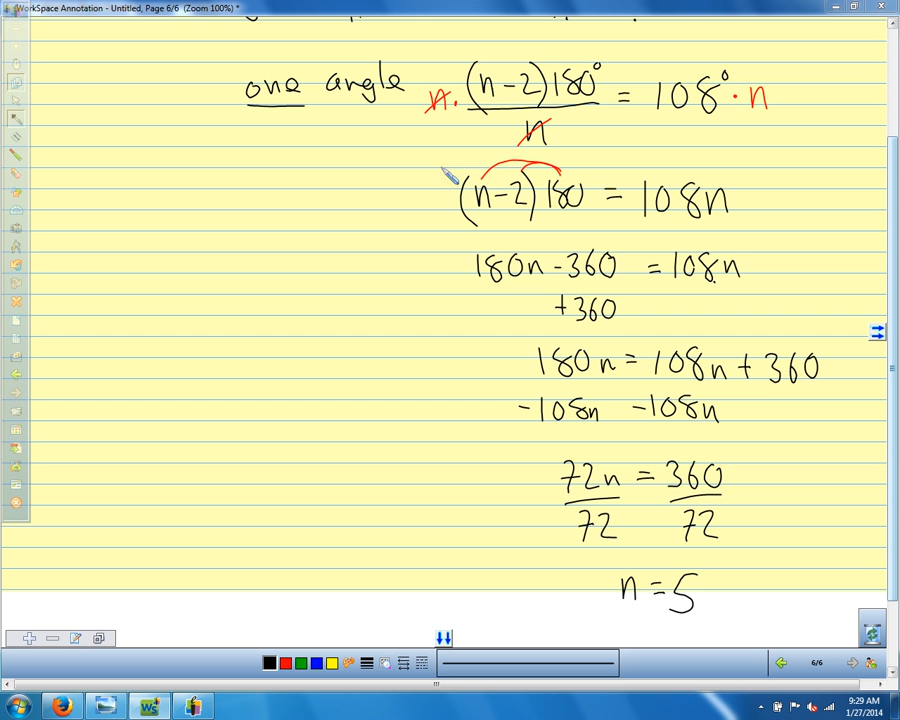 WorkSpace Annotation - Untitled, Page 6/6 (Zoom 100%) *
one angle n·(n-2)180°/n = 108°·n
(n-2)180 = 108n
180n - 360 = 108n
+360
180n = 108n + 360
-108n -108n
72n = 360
72 72
n = 5
6/6
9:29 AM
1/27/2014